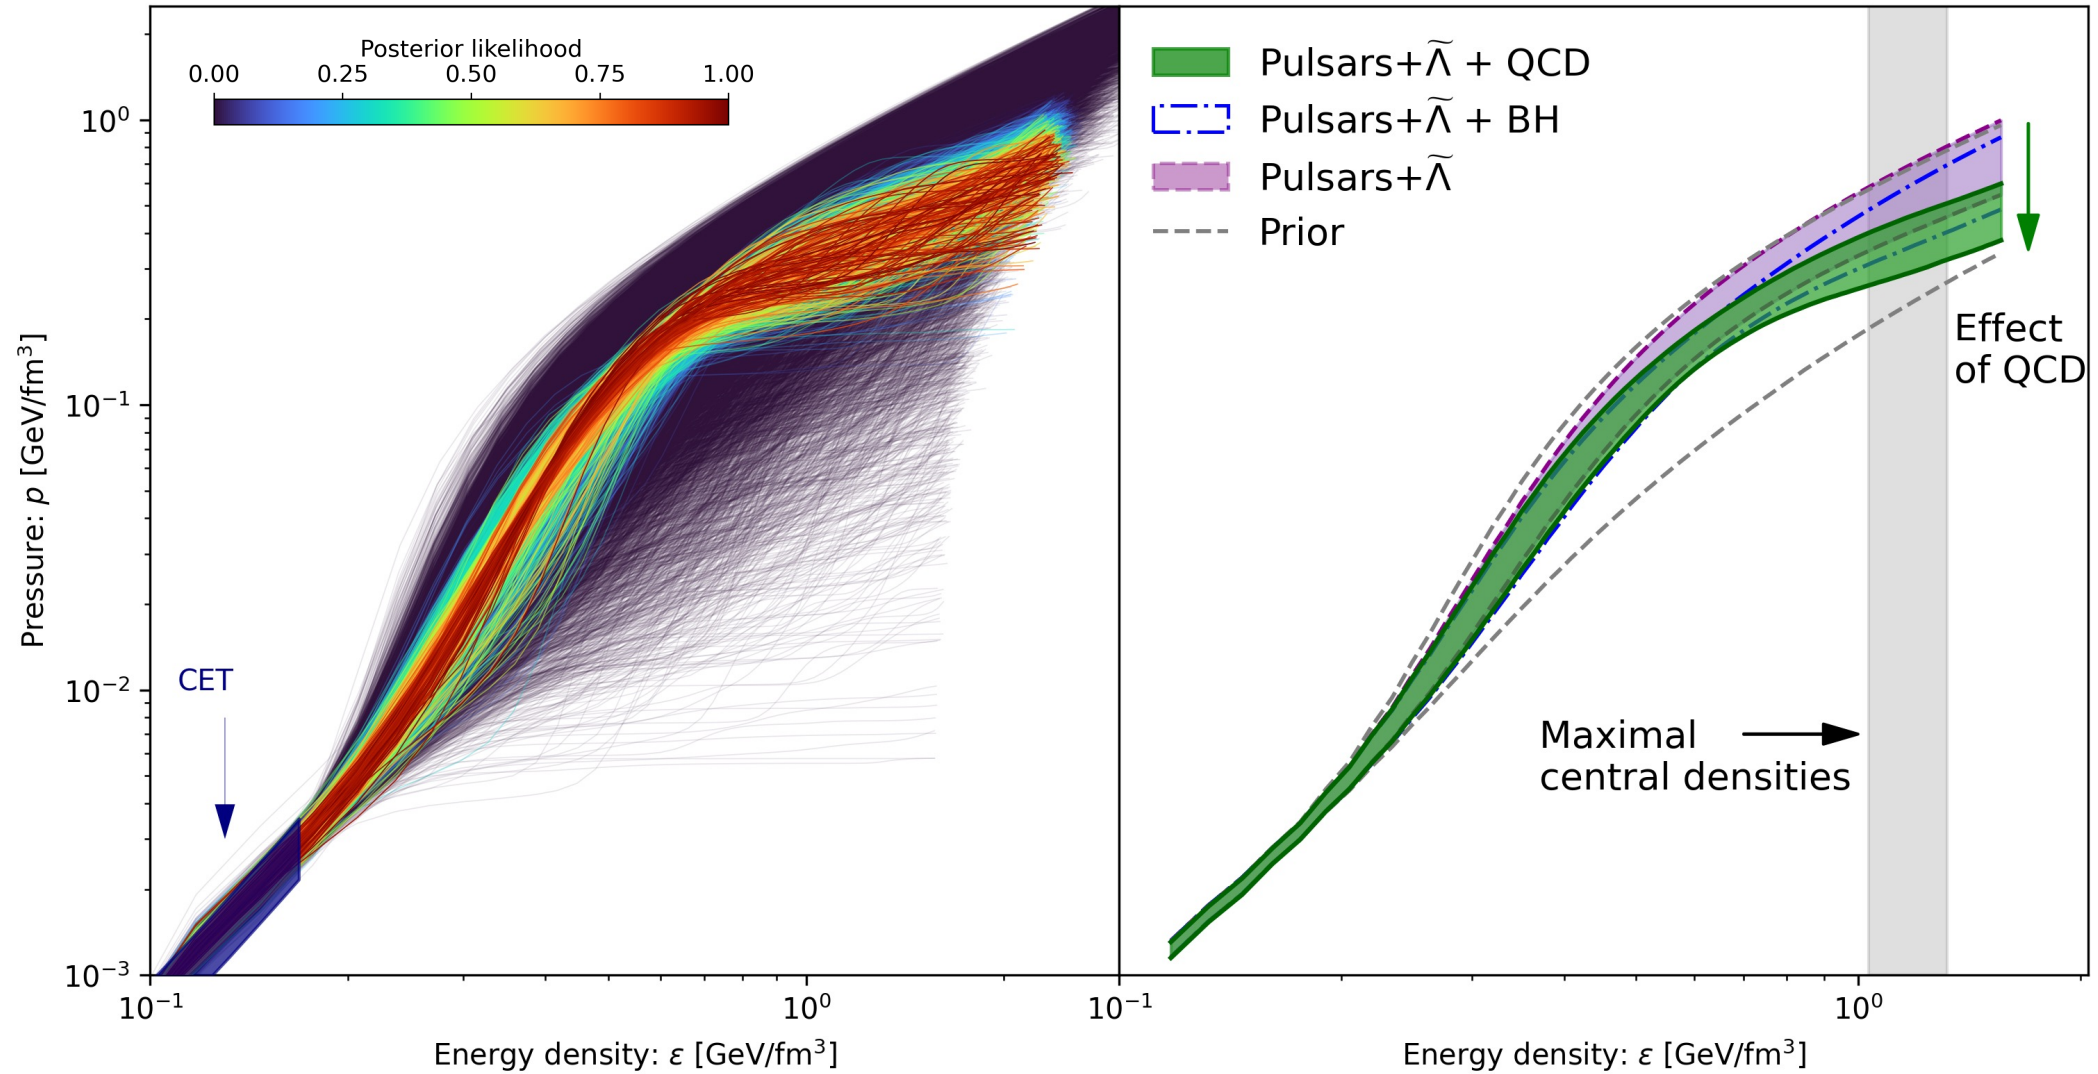 Posterior likelihood
0.00 0.25 0.50 0.75 1.00
10⁰
10⁻¹
10⁻²
10⁻³
Pressure: p [GeV/fm³]
CET
10⁻¹ 10⁰
Energy density: ε [GeV/fm³]
Pulsars+Λ̃ + QCD
Pulsars+Λ̃ + BH
Pulsars+Λ̃
Prior
Effect
of QCD
Maximal
central densities
10⁻¹ 10⁰
Energy density: ε [GeV/fm³]